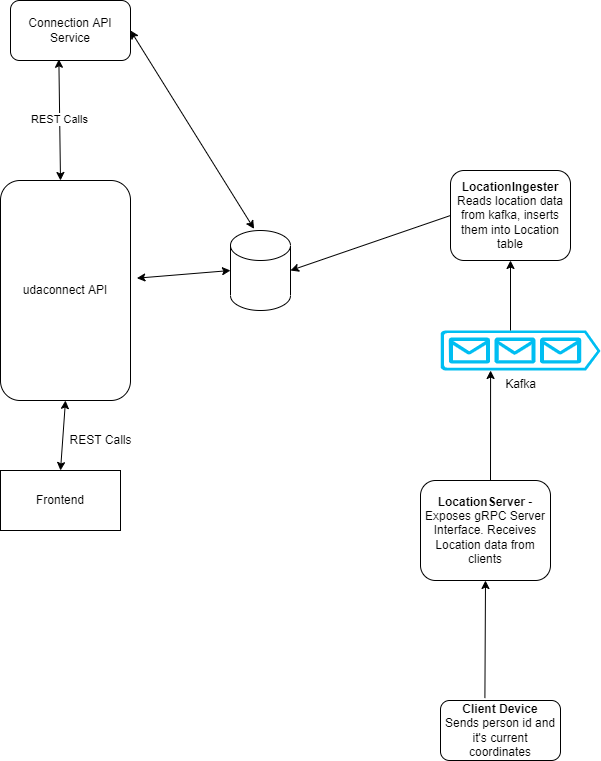 Connection API
Service
REST Calls
LocationIngester
Reads location data
from kafka, inserts
them into Location
table
udaconnect API
Kafka
REST Calls
Frontend
LocationServer -
Exposes gRPC Server
Interface. Receives
Location data from
clients
Client Device
Sends person id and
it's current
coordinates